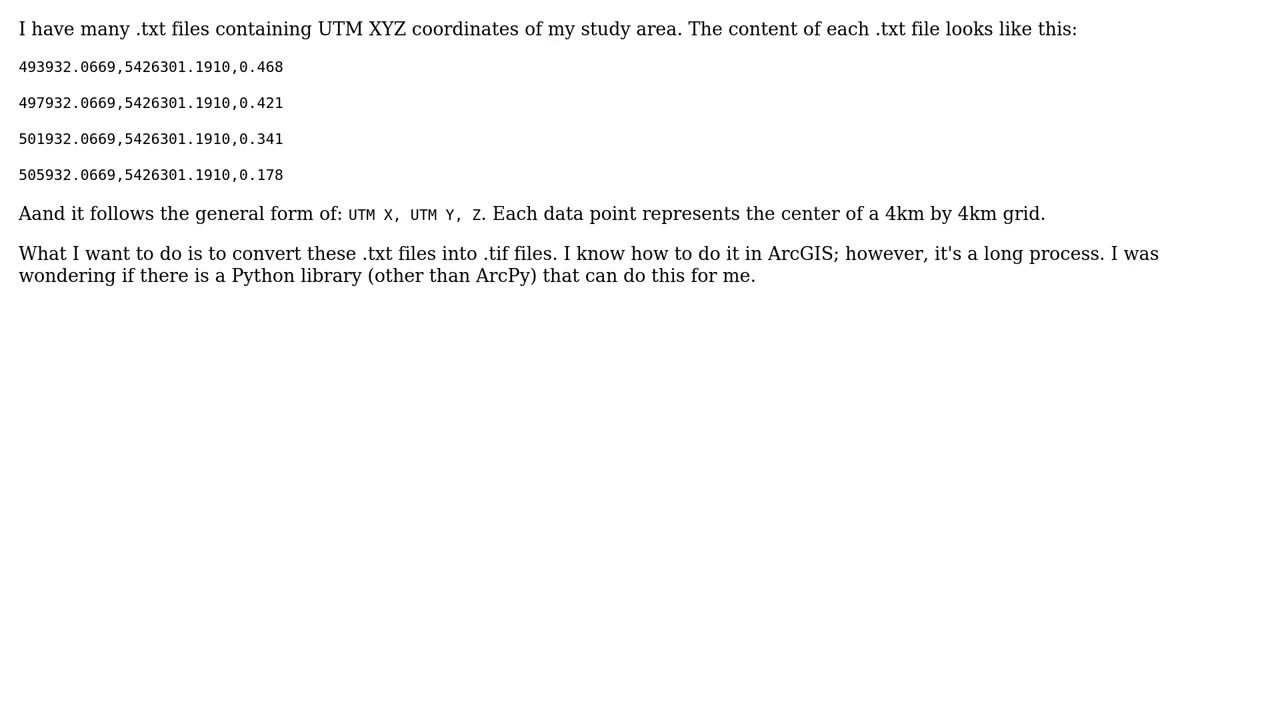 I have many .txt files containing UTM XYZ coordinates of my study area. The content of each .txt file looks like this:
493932.0669,5426301.1910,0.468
497932.0669,5426301.1910,0.421
501932.0669,5426301.1910,0.341
505932.0669,5426301.1910,0.178
Aand it follows the general form of: UTM X, UTM Y, Z. Each data point represents the center of a 4km by 4km grid.
What I want to do is to convert these .txt files into .tif files. I know how to do it in ArcGIS; however, it's a long process. I was
wondering if there is a Python library (other than ArcPy) that can do this for me.